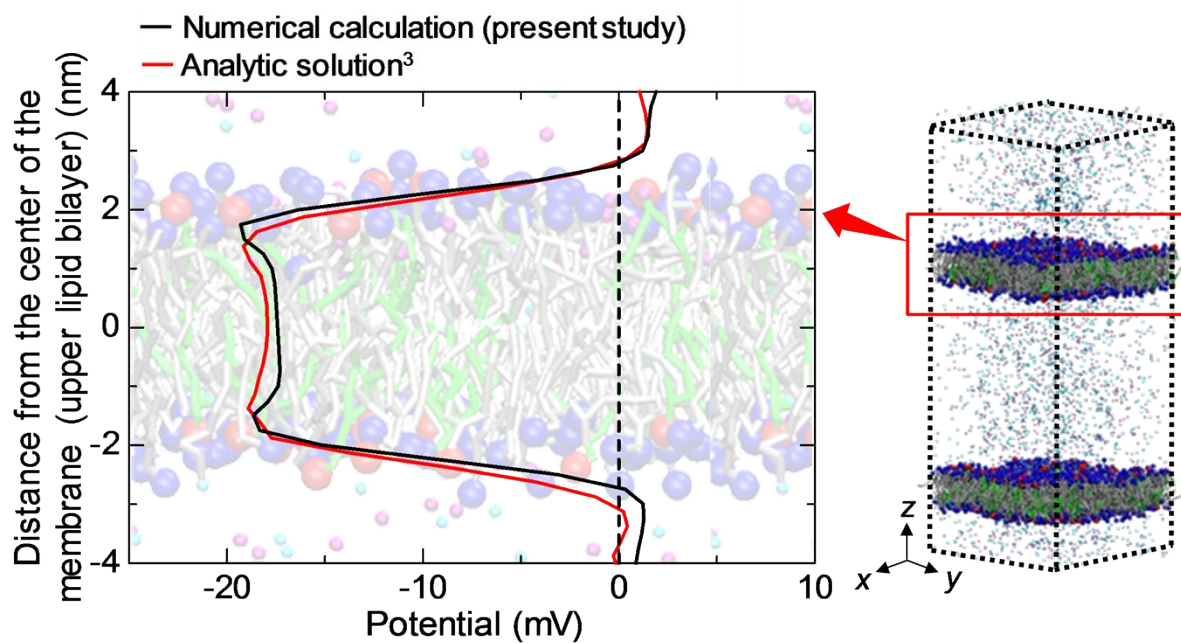 Numerical calculation (present study)
Analytic solution³
Distance from the center of the
membrane (upper lipid bilayer) (nm)
4
2
0
-2
-4
-20
-10
0
10
Potential (mV)
z
x
y